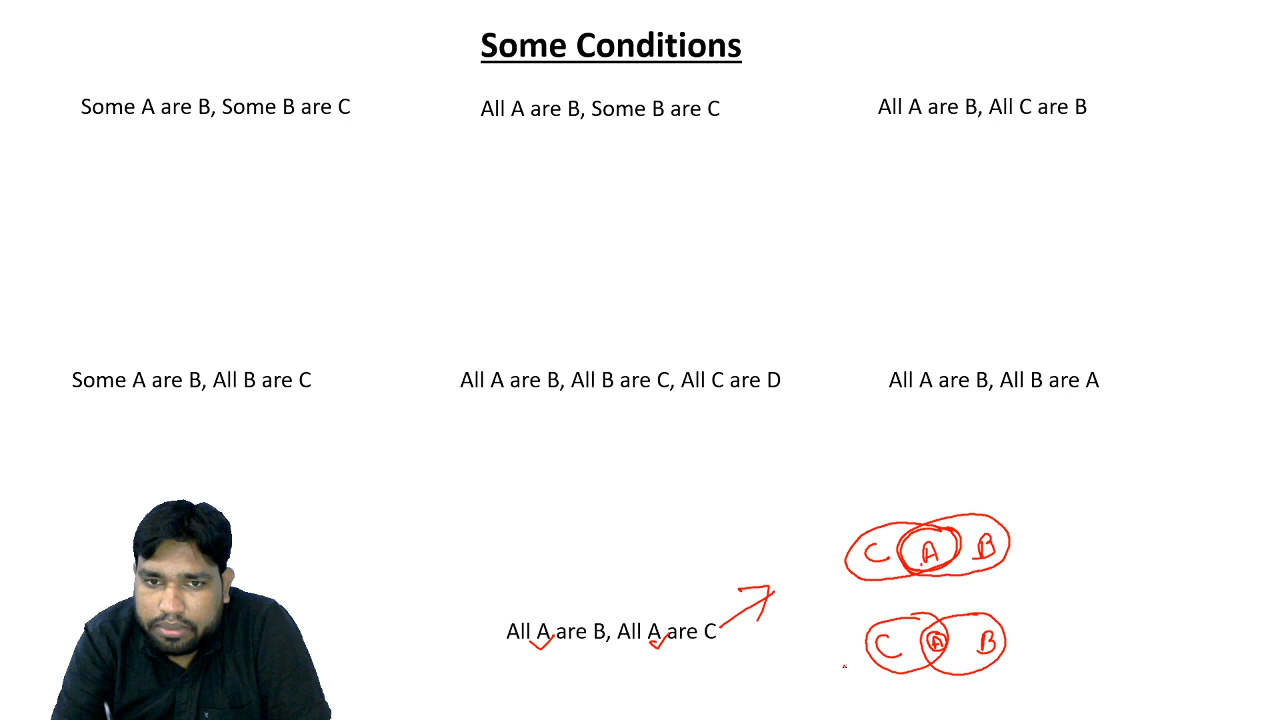 Some Conditions
Some A are B, Some B are C
All A are B, Some B are C
All A are B, All C are B
Some A are B, All B are C
All A are B, All B are C, All C are D
All A are B, All B are A
C A B
All A are B, All A are C
C A B